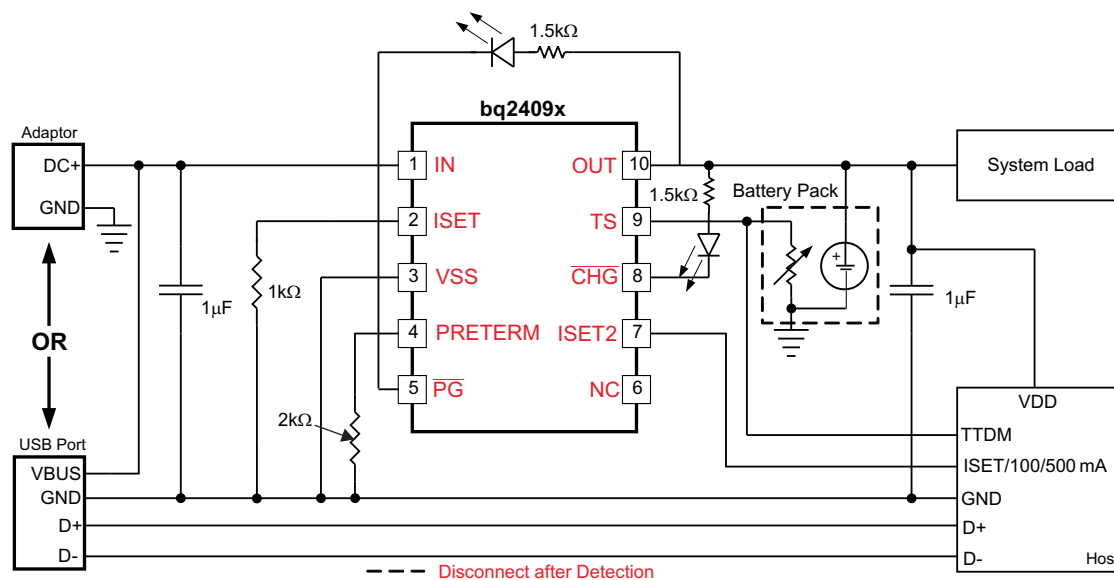 1.5kΩ
bq2409x
Adaptor
DC+
GND
1
IN
OUT
10
System Load
1.5kΩ
Battery Pack
2
ISET
TS
9
+
3
VSS
CHG
8
1kΩ
1μF
1μF
OR
4
PRETERM
ISET2
7
5
PG
NC
6
2kΩ
VDD
USB Port
TTDM
VBUS
ISET/100/500 mA
GND
GND
D+
D+
D-
D-
Disconnect after Detection